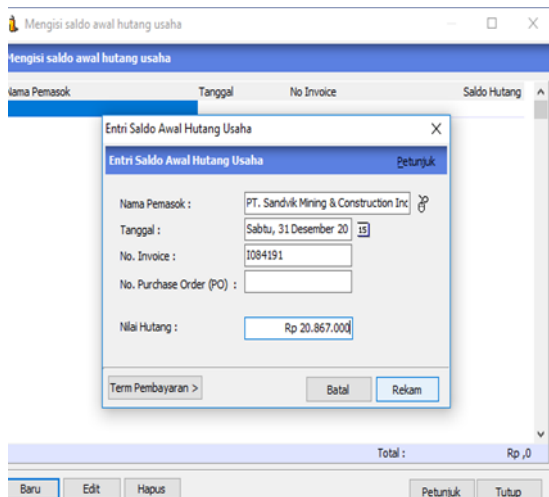 Mengisi saldo awal hutang usaha
Mengisi saldo awal hutang usaha
Nama Pemasok Tanggal No Invoice Saldo Hutang
Entri Saldo Awal Hutang Usaha
Entri Saldo Awal Hutang Usaha Petunjuk
Nama Pemasok : PT. Sandvik Mining & Construction Inc
Tanggal : Sabtu, 31 Desember 20 15
No. Invoice : I084191
No. Purchase Order (PO) :
Nilai Hutang : Rp 20.867.000
Term Pembayaran > Batal Rekam
Total : Rp ,0
Baru Edit Hapus Petunjuk Tutup